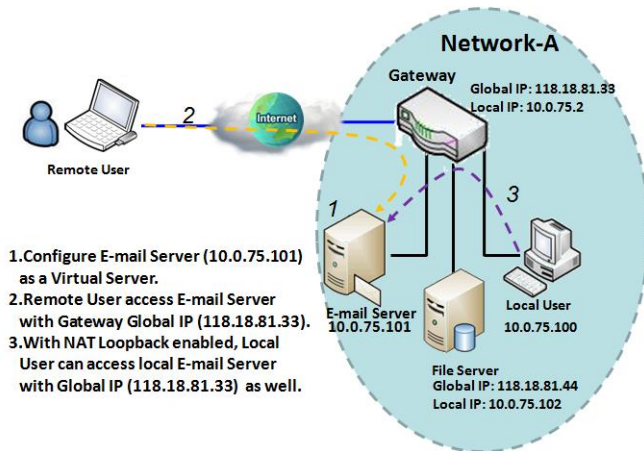 Network-A
Gateway
Global IP: 118.18.81.33
Local IP: 10.0.75.2
2
Internet
Remote User
1
3
E-mail Server
10.0.75.101
Local User
10.0.75.100
File Server
Global IP: 118.18.81.44
Local IP: 10.0.75.102
1.Configure E-mail Server (10.0.75.101)
as a Virtual Server.
2.Remote User access E-mail Server
with Gateway Global IP (118.18.81.33).
3.With NAT Loopback enabled, Local
User can access local E-mail Server
with Global IP (118.18.81.33) as well.